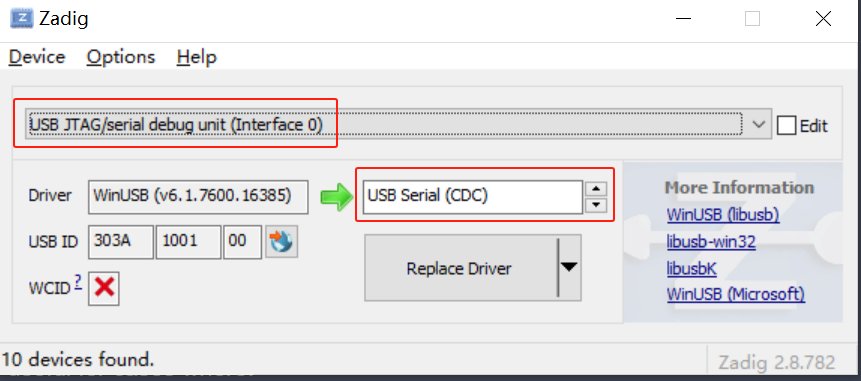 Zadig
Device Options Help
USB JTAG/serial debug unit (Interface 0)
Edit
Driver WinUSB (v6.1.7600.16385) USB Serial (CDC)
USB ID 303A 1001 00
WCID ?
Replace Driver
More Information
WinUSB (libusb)
libusb-win32
libusbK
WinUSB (Microsoft)
10 devices found.
Zadig 2.8.782